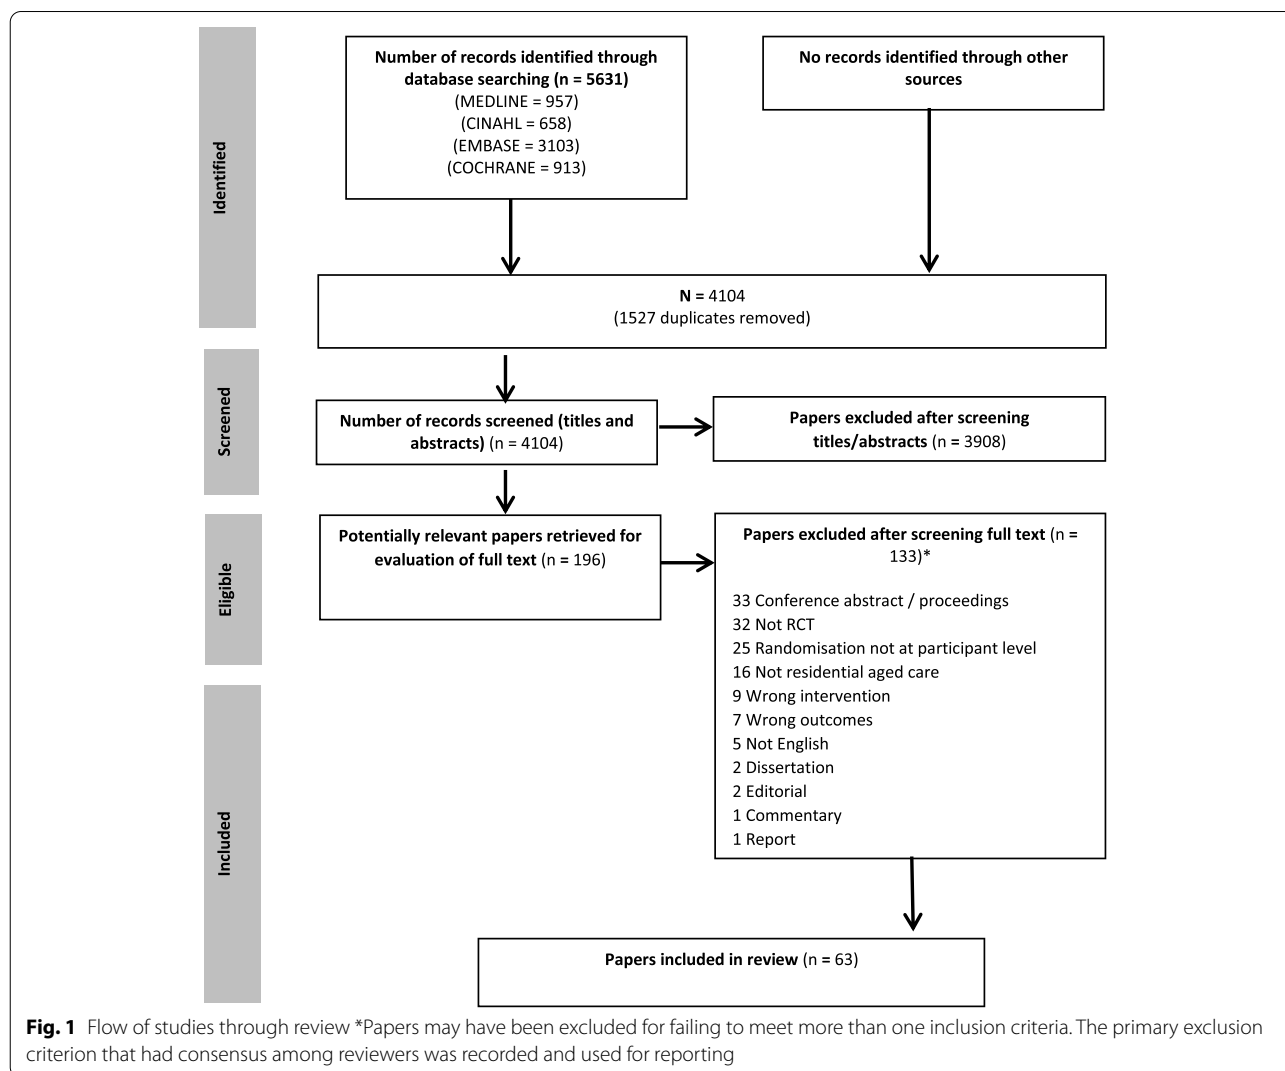 Number of records identified through
database searching (n = 5631)
(MEDLINE = 957)
(CINAHL = 658)
(EMBASE = 3103)
(COCHRANE = 913)
No records identified through other
sources
Identified
N = 4104
(1527 duplicates removed)
Screened
Number of records screened (titles and
abstracts) (n = 4104)
Papers excluded after screening
titles/abstracts (n = 3908)
Eligible
Potentially relevant papers retrieved for
evaluation of full text (n = 196)
Papers excluded after screening full text (n =
133)*
33 Conference abstract / proceedings
32 Not RCT
25 Randomisation not at participant level
16 Not residential aged care
9 Wrong intervention
7 Wrong outcomes
5 Not English
2 Dissertation
2 Editorial
1 Commentary
1 Report
Included
Papers included in review (n = 63)
Fig. 1 Flow of studies through review *Papers may have been excluded for failing to meet more than one inclusion criteria. The primary exclusion
criterion that had consensus among reviewers was recorded and used for reporting